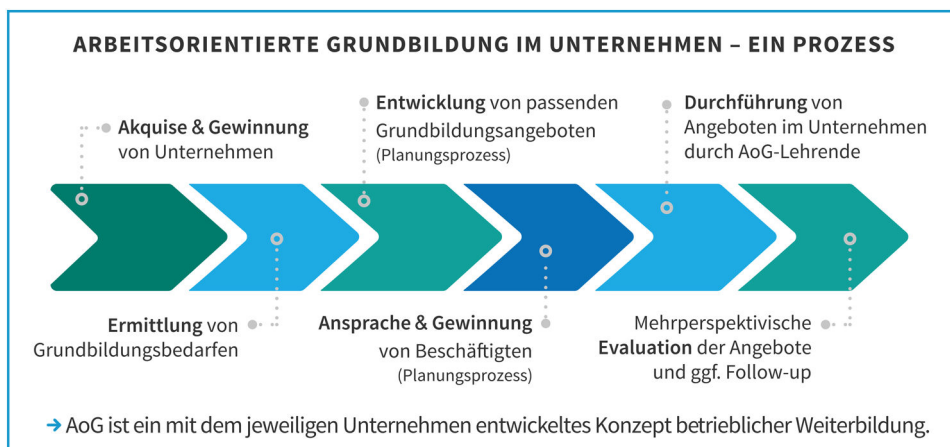 ARBEITSORIENTIERTE GRUNDBILDUNG IM UNTERNEHMEN – EIN PROZESS
Akquise & Gewinnung
von Unternehmen
Ermittlung von
Grundbildungsbedarfen
Entwicklung von passenden
Grundbildungsangeboten
(Planungsprozess)
Ansprache & Gewinnung
von Beschäftigten
(Planungsprozess)
Durchführung von
Angeboten im Unternehmen
durch AoG-Lehrende
Mehrperspektivische
Evaluation der Angebote
und ggf. Follow-up
→ AoG ist ein mit dem jeweiligen Unternehmen entwickeltes Konzept betrieblicher Weiterbildung.